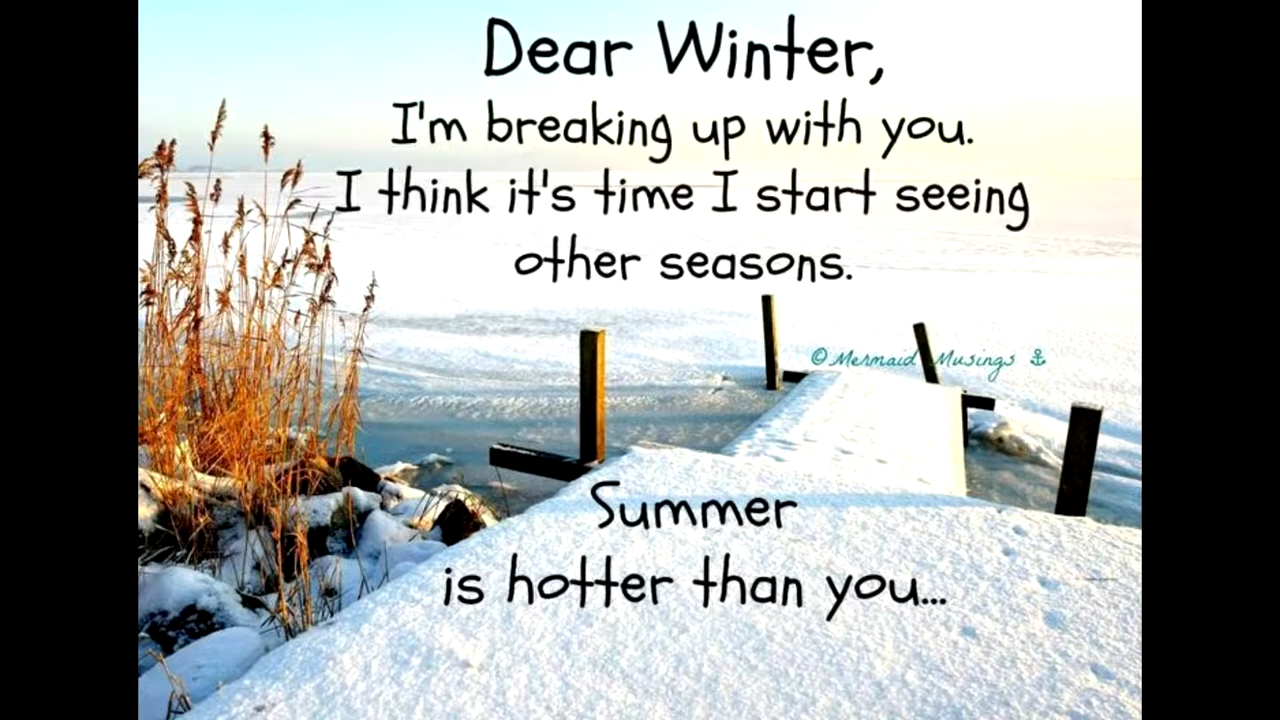 Dear Winter,
I'm breaking up with you.
I think it's time I start seeing
other seasons.
© Mermaid Musings
Summer
is hotter than you...